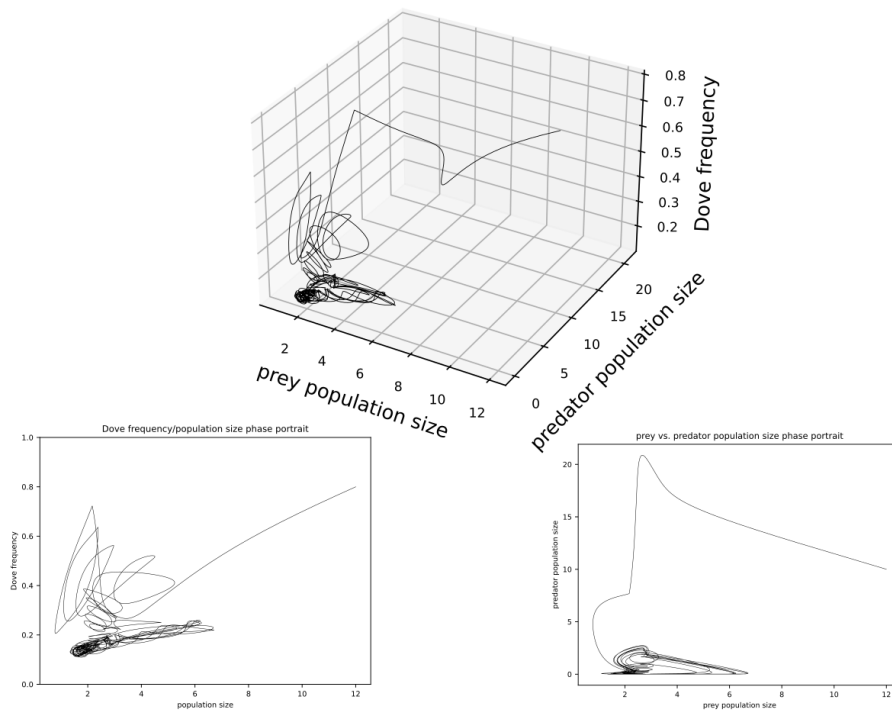 0.8
0.7
0.6
0.5
0.4
0.3
0.2
Dove frequency
20
15
10
5
0
predator population size
2
4
6
8
10
12
prey population size
Dove frequency/population size phase portrait
1.0
0.8
0.6
0.4
0.2
0.0
Dove frequency
2 4 6 8 10 12
population size
prey vs. predator population size phase portrait
20
15
10
5
0
predator population size
2 4 6 8 10 12
prey population size